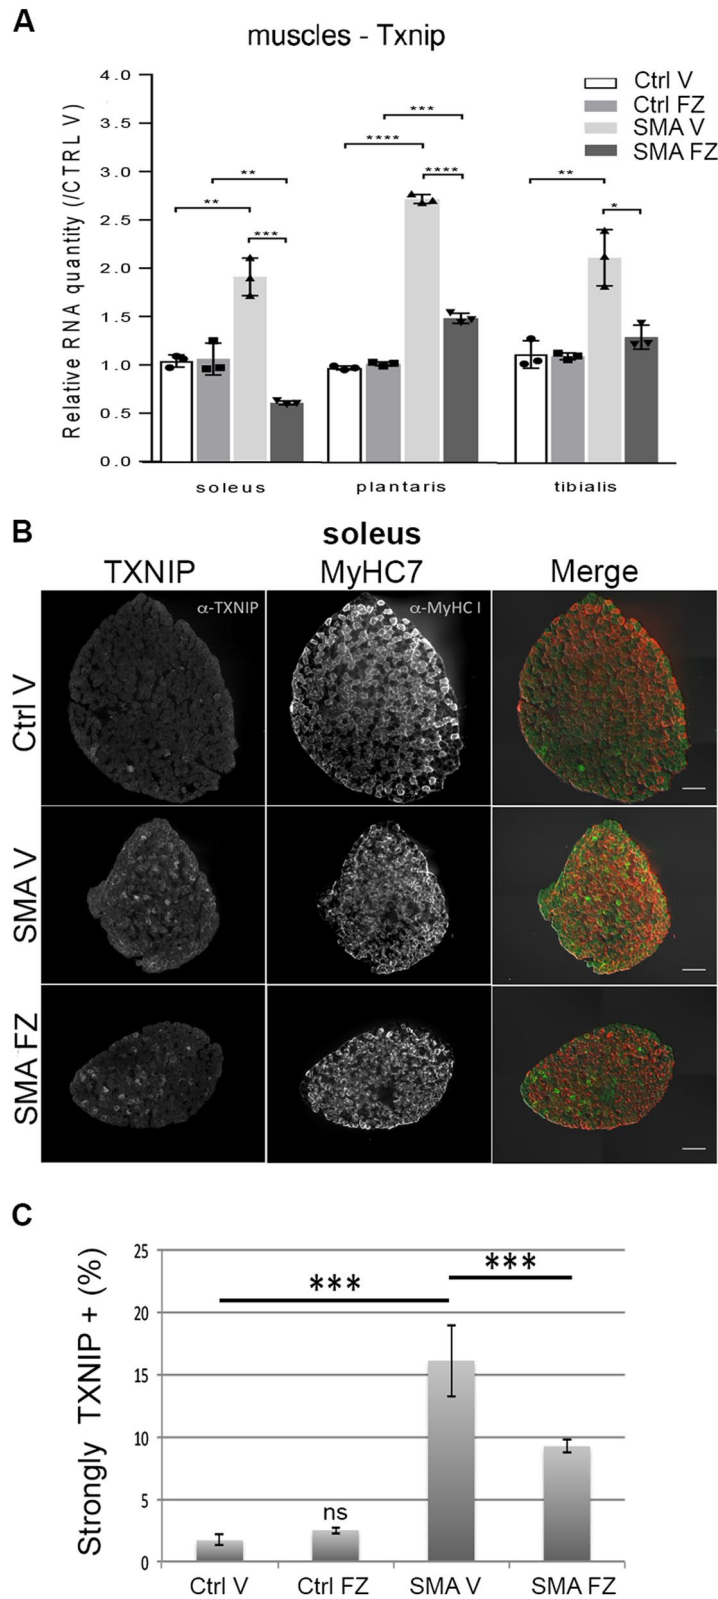 A
muscles - Txnip
Relative RNA quantity (/CTRL V)
4.0
3.5
3.0
2.5
2.0
1.5
1.0
0.5
0.0
Ctrl V
Ctrl FZ
SMA V
SMA FZ
***
****
****
**
**
***
**
*
soleus plantaris tibialis
B
soleus
TXNIP MyHC7 Merge
α-TXNIP α-MyHC I
Ctrl V
SMA V
SMA FZ
C
Strongly TXNIP + (%)
25
20
15
10
5
0
***
***
ns
Ctrl V Ctrl FZ SMA V SMA FZ